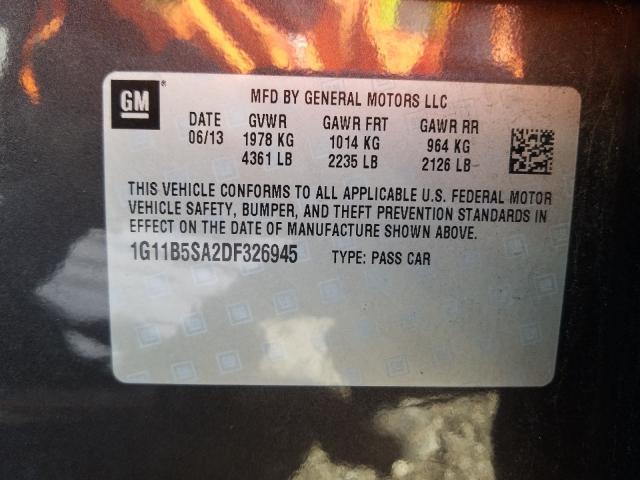 GM ®
MFD BY GENERAL MOTORS LLC
DATE GVWR GAWR FRT GAWR RR
06/13 1978 KG 1014 KG 964 KG
4361 LB 2235 LB 2126 LB
THIS VEHICLE CONFORMS TO ALL APPLICABLE U.S. FEDERAL MOTOR
VEHICLE SAFETY, BUMPER, AND THEFT PREVENTION STANDARDS IN
EFFECT ON THE DATE OF MANUFACTURE SHOWN ABOVE.
1G11B5SA2DF326945 TYPE: PASS CAR